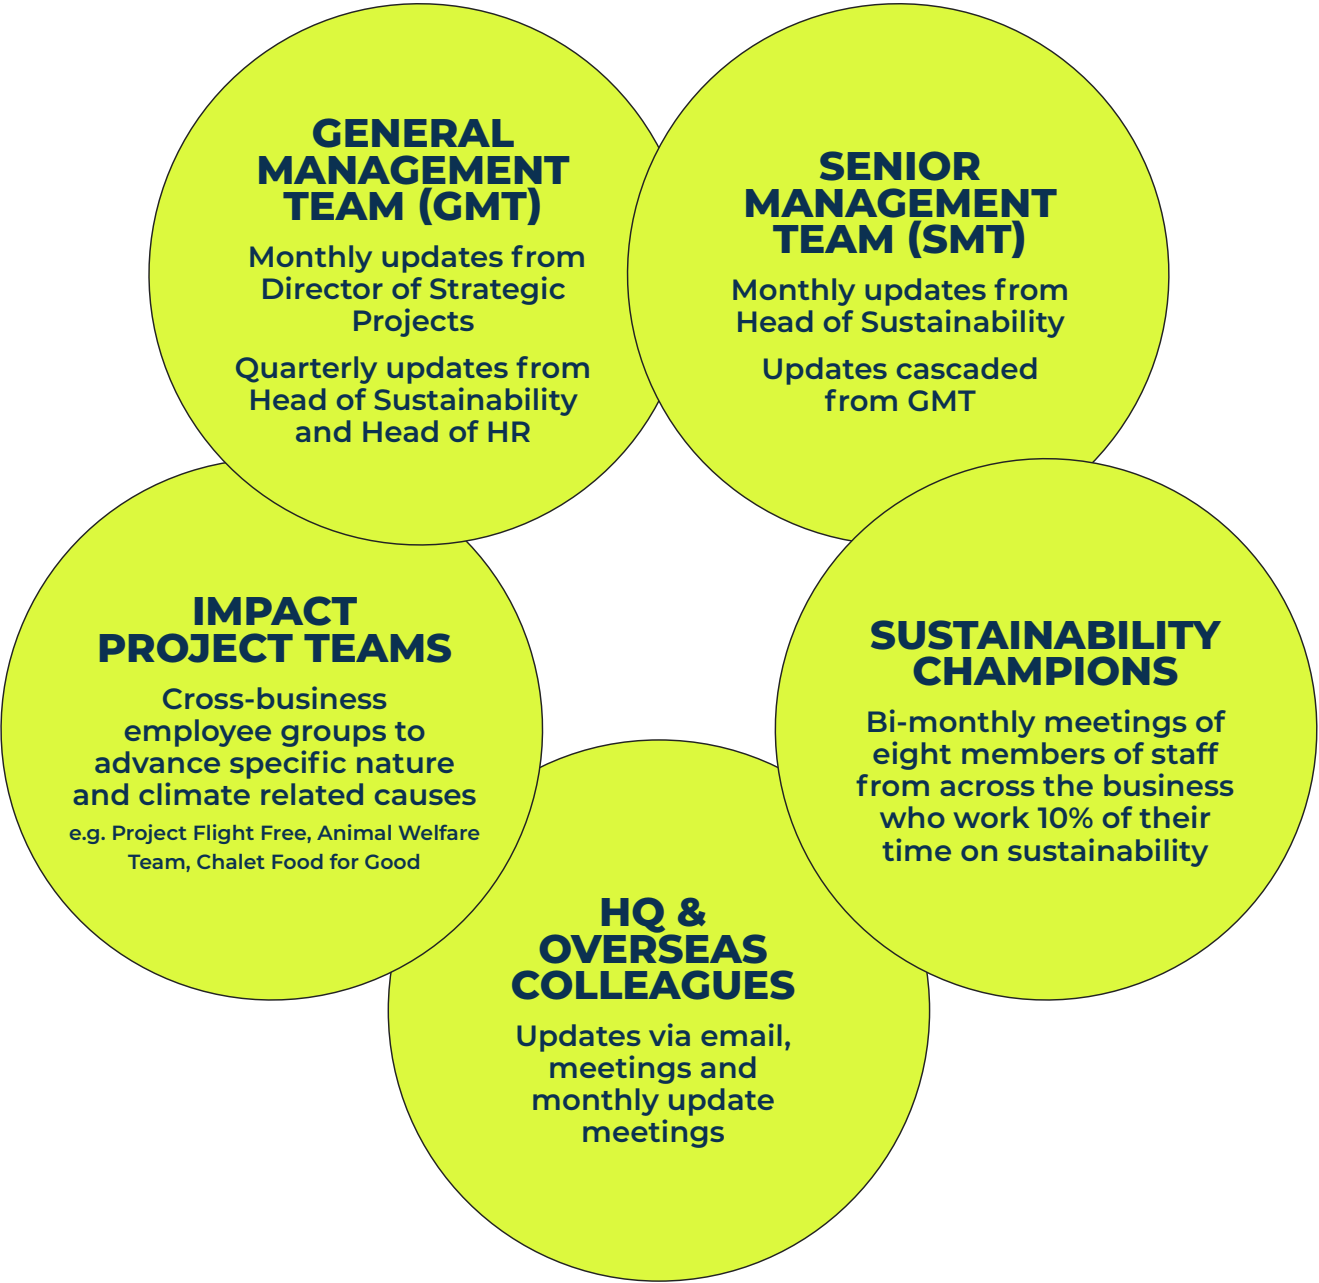 GENERAL
MANAGEMENT
TEAM (GMT)
Monthly updates from
Director of Strategic
Projects
Quarterly updates from
Head of Sustainability
and Head of HR
SENIOR
MANAGEMENT
TEAM (SMT)
Monthly updates from
Head of Sustainability
Updates cascaded
from GMT
IMPACT
PROJECT TEAMS
Cross-business
employee groups to
advance specific nature
and climate related causes
e.g. Project Flight Free, Animal Welfare
Team, Chalet Food for Good
SUSTAINABILITY
CHAMPIONS
Bi-monthly meetings of
eight members of staff
from across the business
who work 10% of their
time on sustainability
HQ &
OVERSEAS
COLLEAGUES
Updates via email,
meetings and
monthly update
meetings